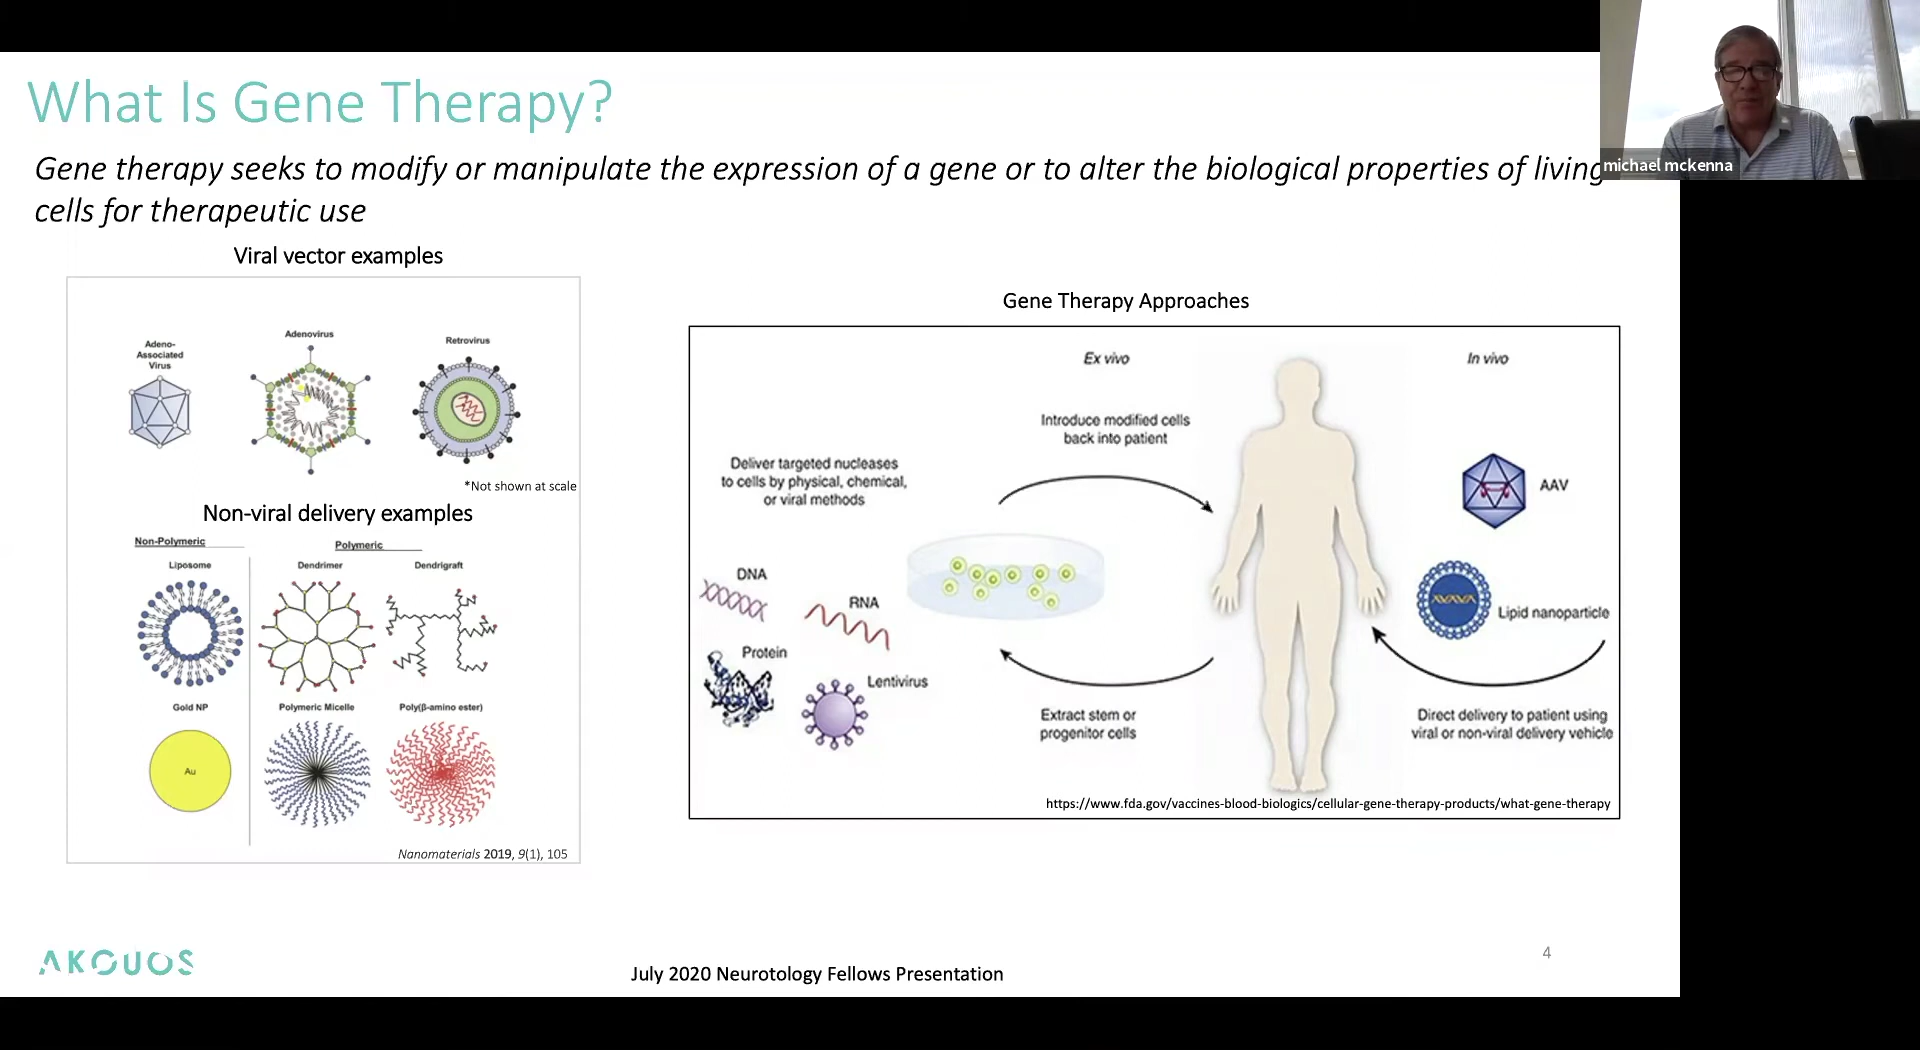 What Is Gene Therapy?
Gene therapy seeks to modify or manipulate the expression of a gene or to alter the biological properties of living
cells for therapeutic use
michael mckenna
Viral vector examples
Adeno-
Associated
Virus
Adenovirus
Retrovirus
*Not shown at scale
Non-viral delivery examples
Non-Polymeric
Polymeric
Liposome
Dendrimer
Dendrigraft
Gold NP
Polymeric Micelle
Poly(β-amino ester)
Au
Nanomaterials 2019, 9(1), 105
Gene Therapy Approaches
Ex vivo
In vivo
Introduce modified cells
back into patient
Deliver targeted nucleases
to cells by physical, chemical,
or viral methods
AAV
DNA
RNA
Lipid nanoparticle
Protein
Lentivirus
Extract stem or
progenitor cells
Direct delivery to patient using
viral or non-viral delivery vehicle
https://www.fda.gov/vaccines-blood-biologics/cellular-gene-therapy-products/what-gene-therapy
AKOUOS
July 2020 Neurotology Fellows Presentation
4